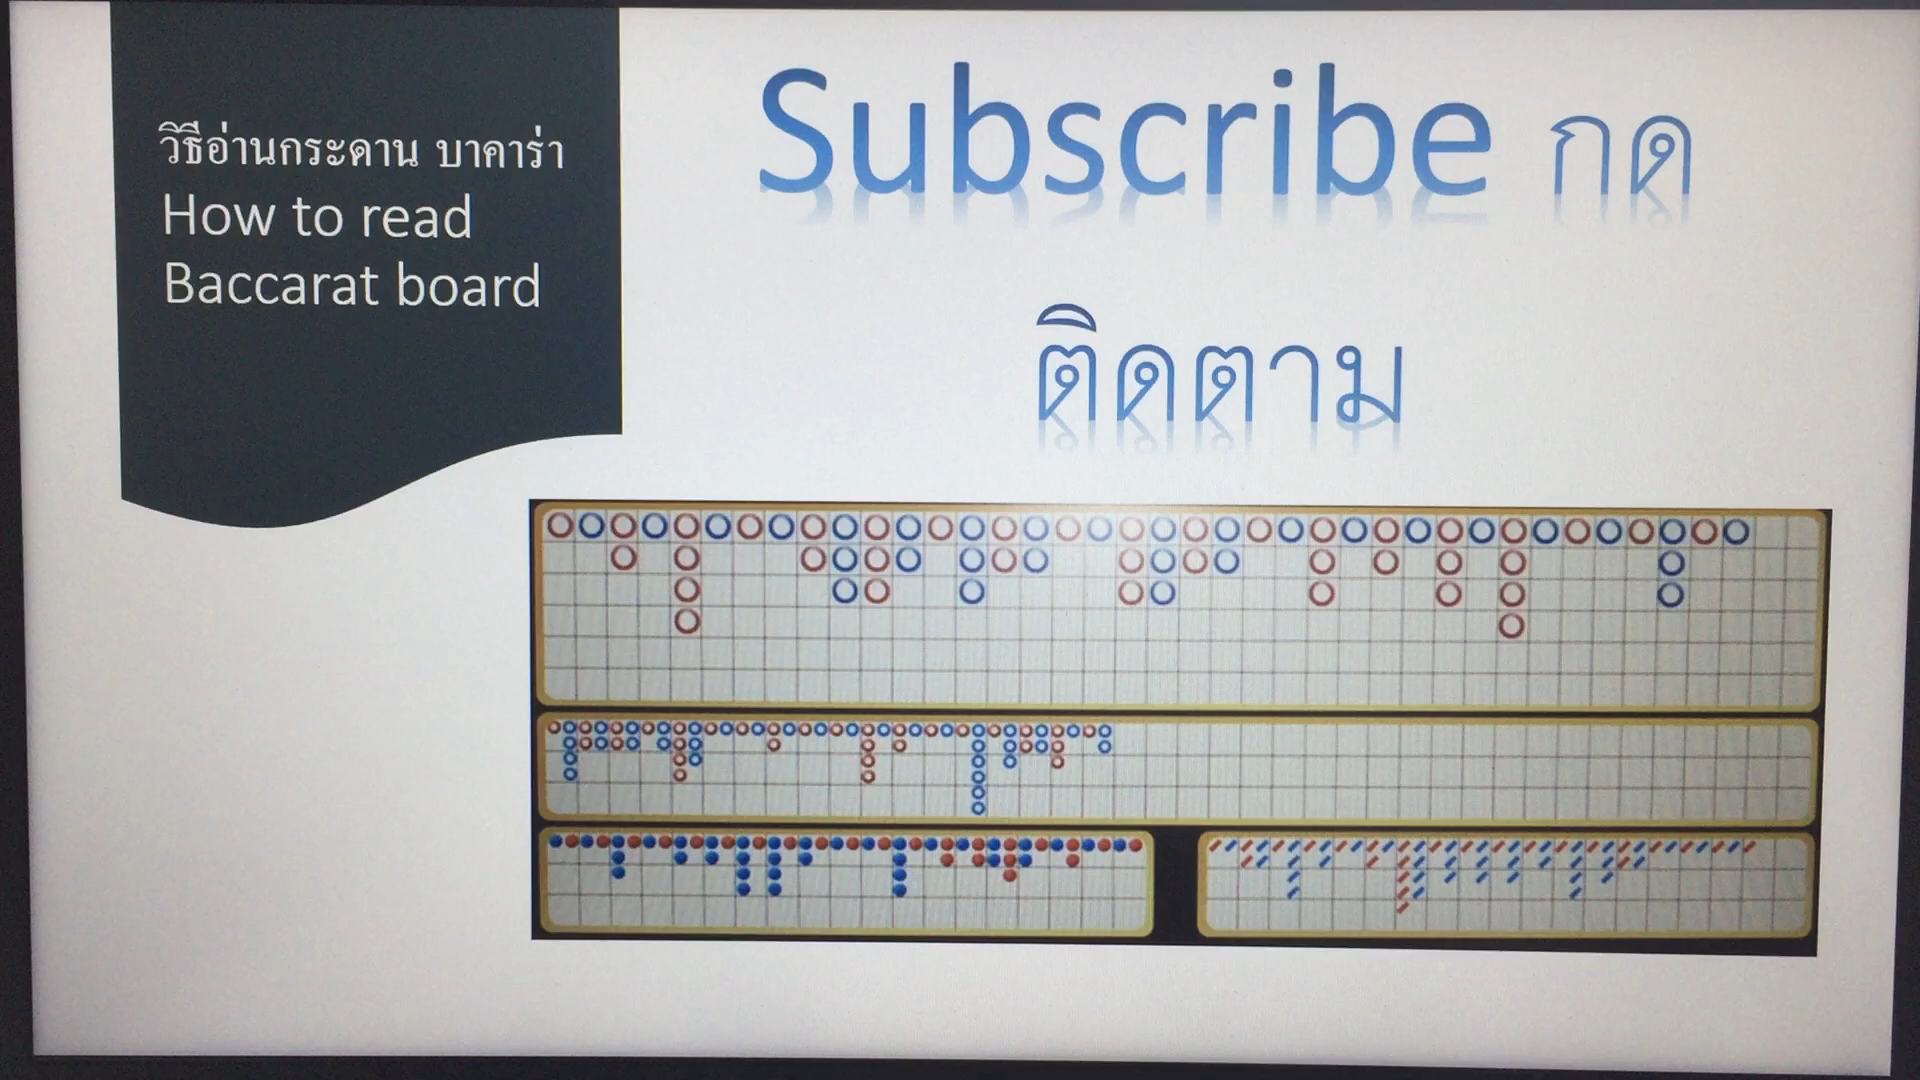 วิธีอ่านกระดาน บาคาร่า
How to read
Baccarat board
Subscribe กด
ติดตาม